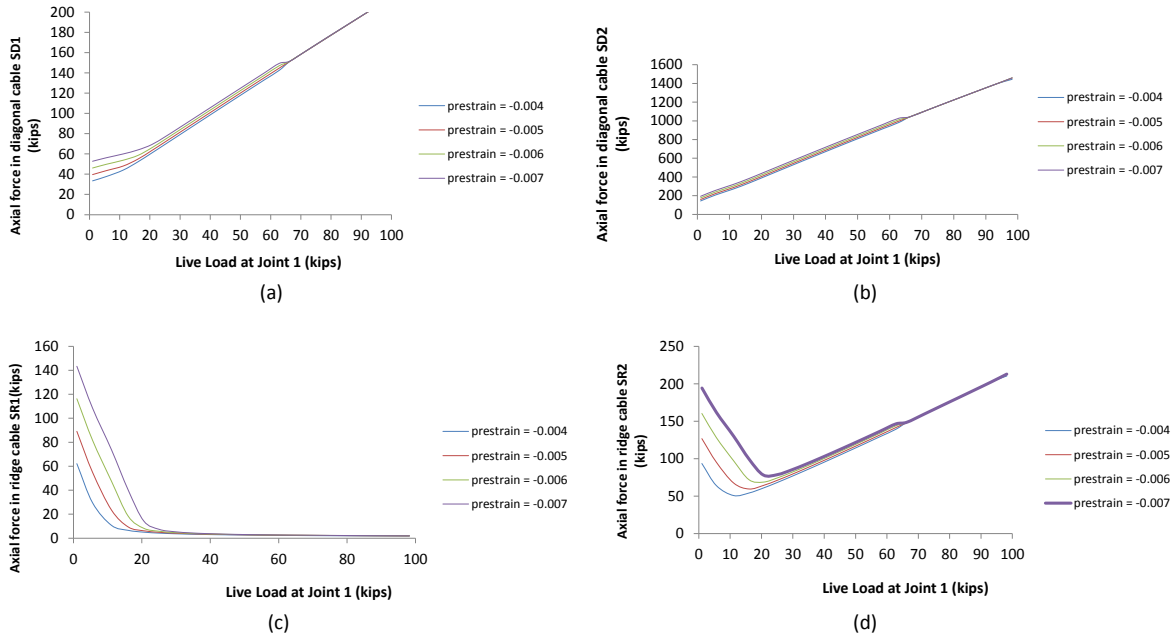 Axial force in diagonal cable SD1
(kips)
200
180
160
140
120
100
80
60
40
20
0
0 10 20 30 40 50 60 70 80 90 100
Live Load at Joint 1 (kips)
prestrain = -0.004
prestrain = -0.005
prestrain = -0.006
prestrain = -0.007
(a)
Axial force in diagonal cable SD2
(kips)
1600
1400
1200
1000
800
600
400
200
0
0 10 20 30 40 50 60 70 80 90 100
Live Load at Joint 1 (kips)
prestrain = -0.004
prestrain = -0.005
prestrain = -0.006
prestrain = -0.007
(b)
Axial force in ridge cable SR1(kips)
160
140
120
100
80
60
40
20
0
0 20 40 60 80 100
Live Load at Joint 1 (kips)
prestrain = -0.004
prestrain = -0.005
prestrain = -0.006
prestrain = -0.007
(c)
Axial force in ridge cable SR2
(kips)
250
200
150
100
50
0
0 10 20 30 40 50 60 70 80 90 100
Live Load at Joint 1 (kips)
prestrain = -0.004
prestrain = -0.005
prestrain = -0.006
prestrain = -0.007
(d)